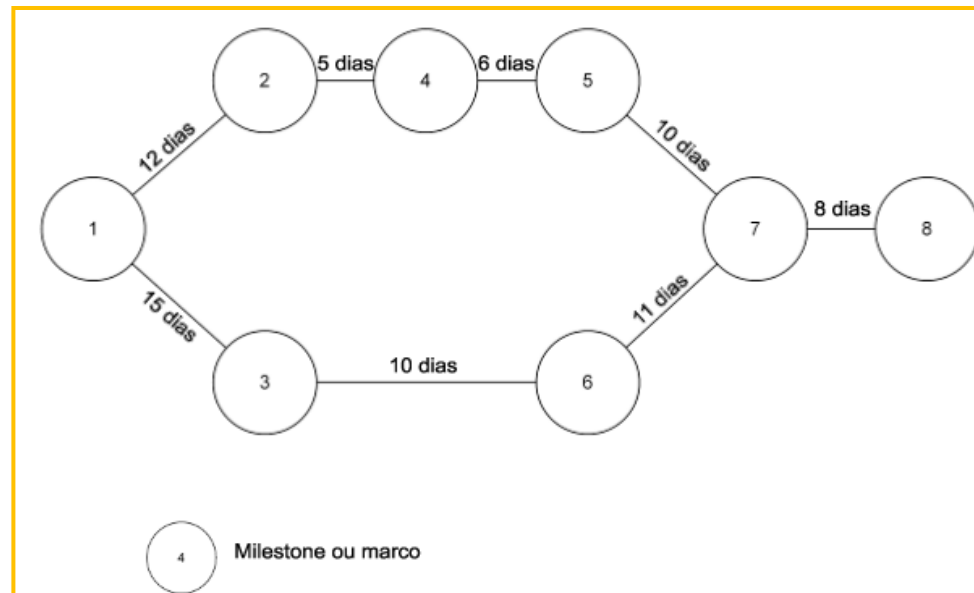 5 dias
6 dias
2
4
5
12 dias
10 dias
8 dias
1
7
8
15 dias
11 dias
10 dias
3
6
4
Milestone ou marco